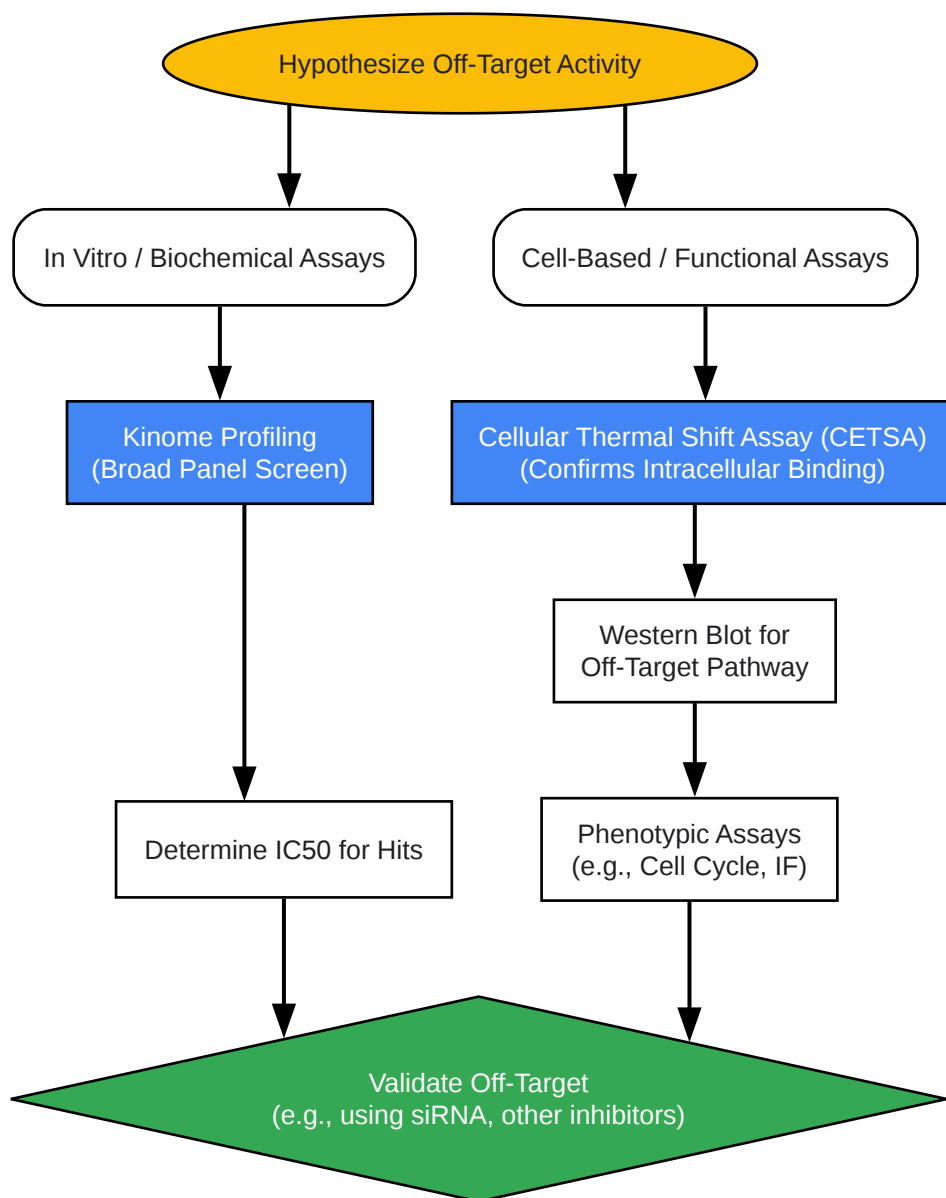 Hypothesize Off-Target Activity
In Vitro / Biochemical Assays
Cell-Based / Functional Assays
Kinome Profiling
(Broad Panel Screen)
Cellular Thermal Shift Assay (CETSA)
(Confirms Intracellular Binding)
Western Blot for
Off-Target Pathway
Determine IC50 for Hits
Phenotypic Assays
(e.g., Cell Cycle, IF)
Validate Off-Target
(e.g., using siRNA, other inhibitors)